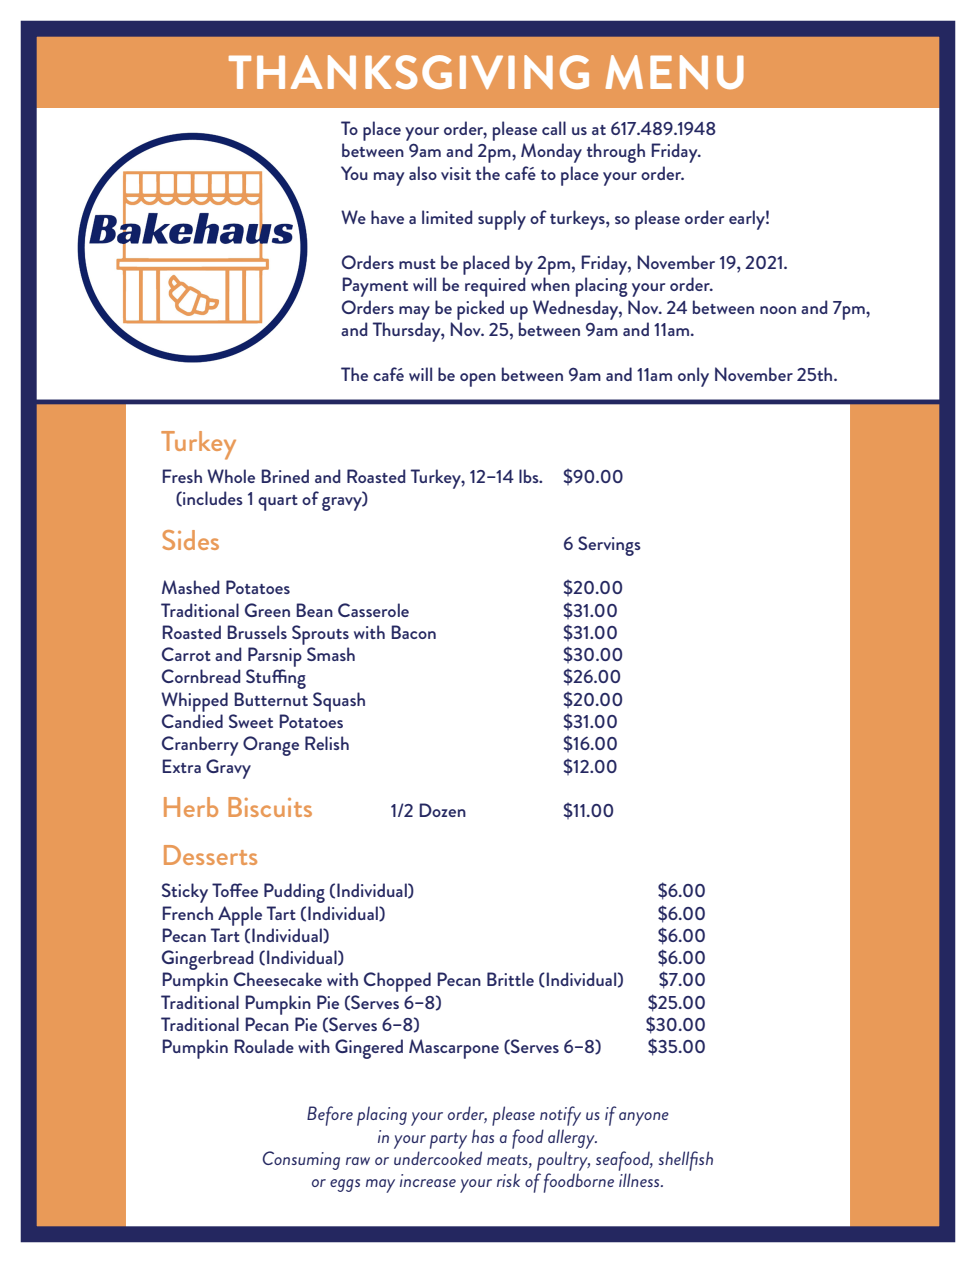 THANKSGIVING MENU
Bakehaus
To place your order, please call us at 617.489.1948
between 9am and 2pm, Monday through Friday.
You may also visit the café to place your order.
We have a limited supply of turkeys, so please order early!
Orders must be placed by 2pm, Friday, November 19, 2021.
Payment will be required when placing your order.
Orders may be picked up Wednesday, Nov. 24 between noon and 7pm,
and Thursday, Nov. 25, between 9am and 11am.
The café will be open between 9am and 11am only November 25th.
Turkey
Fresh Whole Brined and Roasted Turkey, 12–14 lbs. $90.00
(includes 1 quart of gravy)
Sides 6 Servings
Mashed Potatoes $20.00
Traditional Green Bean Casserole $31.00
Roasted Brussels Sprouts with Bacon $31.00
Carrot and Parsnip Smash $30.00
Cornbread Stuffing $26.00
Whipped Butternut Squash $20.00
Candied Sweet Potatoes $31.00
Cranberry Orange Relish $16.00
Extra Gravy $12.00
Herb Biscuits 1/2 Dozen $11.00
Desserts
Sticky Toffee Pudding (Individual) $6.00
French Apple Tart (Individual) $6.00
Pecan Tart (Individual) $6.00
Gingerbread (Individual) $6.00
Pumpkin Cheesecake with Chopped Pecan Brittle (Individual) $7.00
Traditional Pumpkin Pie (Serves 6–8) $25.00
Traditional Pecan Pie (Serves 6–8) $30.00
Pumpkin Roulade with Gingered Mascarpone (Serves 6–8) $35.00
Before placing your order, please notify us if anyone
in your party has a food allergy.
Consuming raw or undercooked meats, poultry, seafood, shellfish
or eggs may increase your risk of foodborne illness.